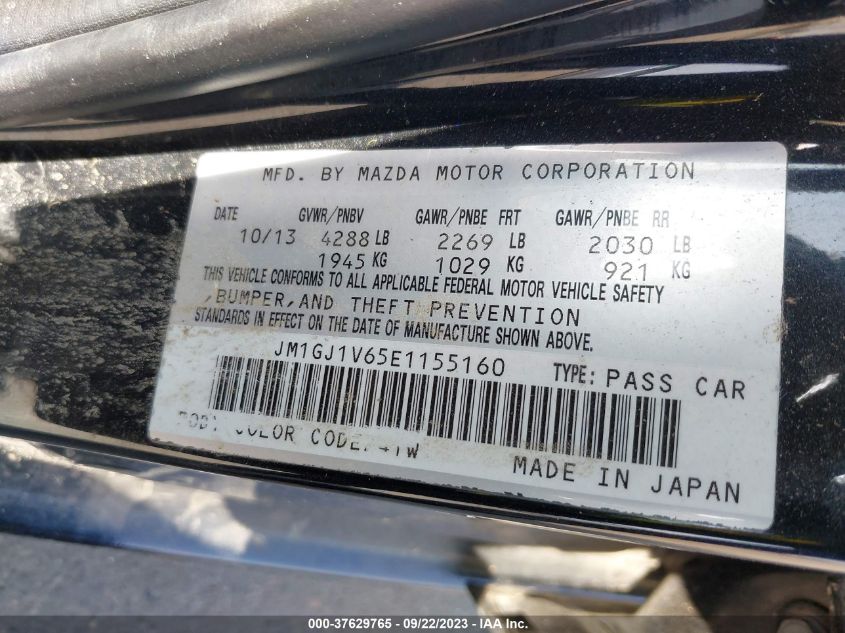 MFD. BY MAZDA MOTOR CORPORATION
DATE GVWR/PNBV GAWR/PNBE FRT GAWR/PNBE RR
10/13 4288 LB 2269 LB 2030 LB
1945 KG 1029 KG 921 KG
THIS VEHICLE CONFORMS TO ALL APPLICABLE FEDERAL MOTOR VEHICLE SAFETY
,BUMPER,AND THEFT PREVENTION
STANDARDS IN EFFECT ON THE DATE OF MANUFACTURE SHOWN ABOVE.
JM1GJ1V65E1155160 TYPE: PASS CAR
BODY COLOR CODE: 41W
MADE IN JAPAN
000-37629765 - 09/22/2023 - IAA Inc.